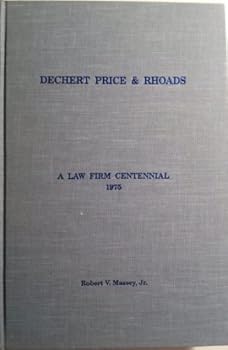 DECHERT PRICE & RHOADS
A LAW FIRM CENTENNIAL
1975
Robert V. Massey, Jr.